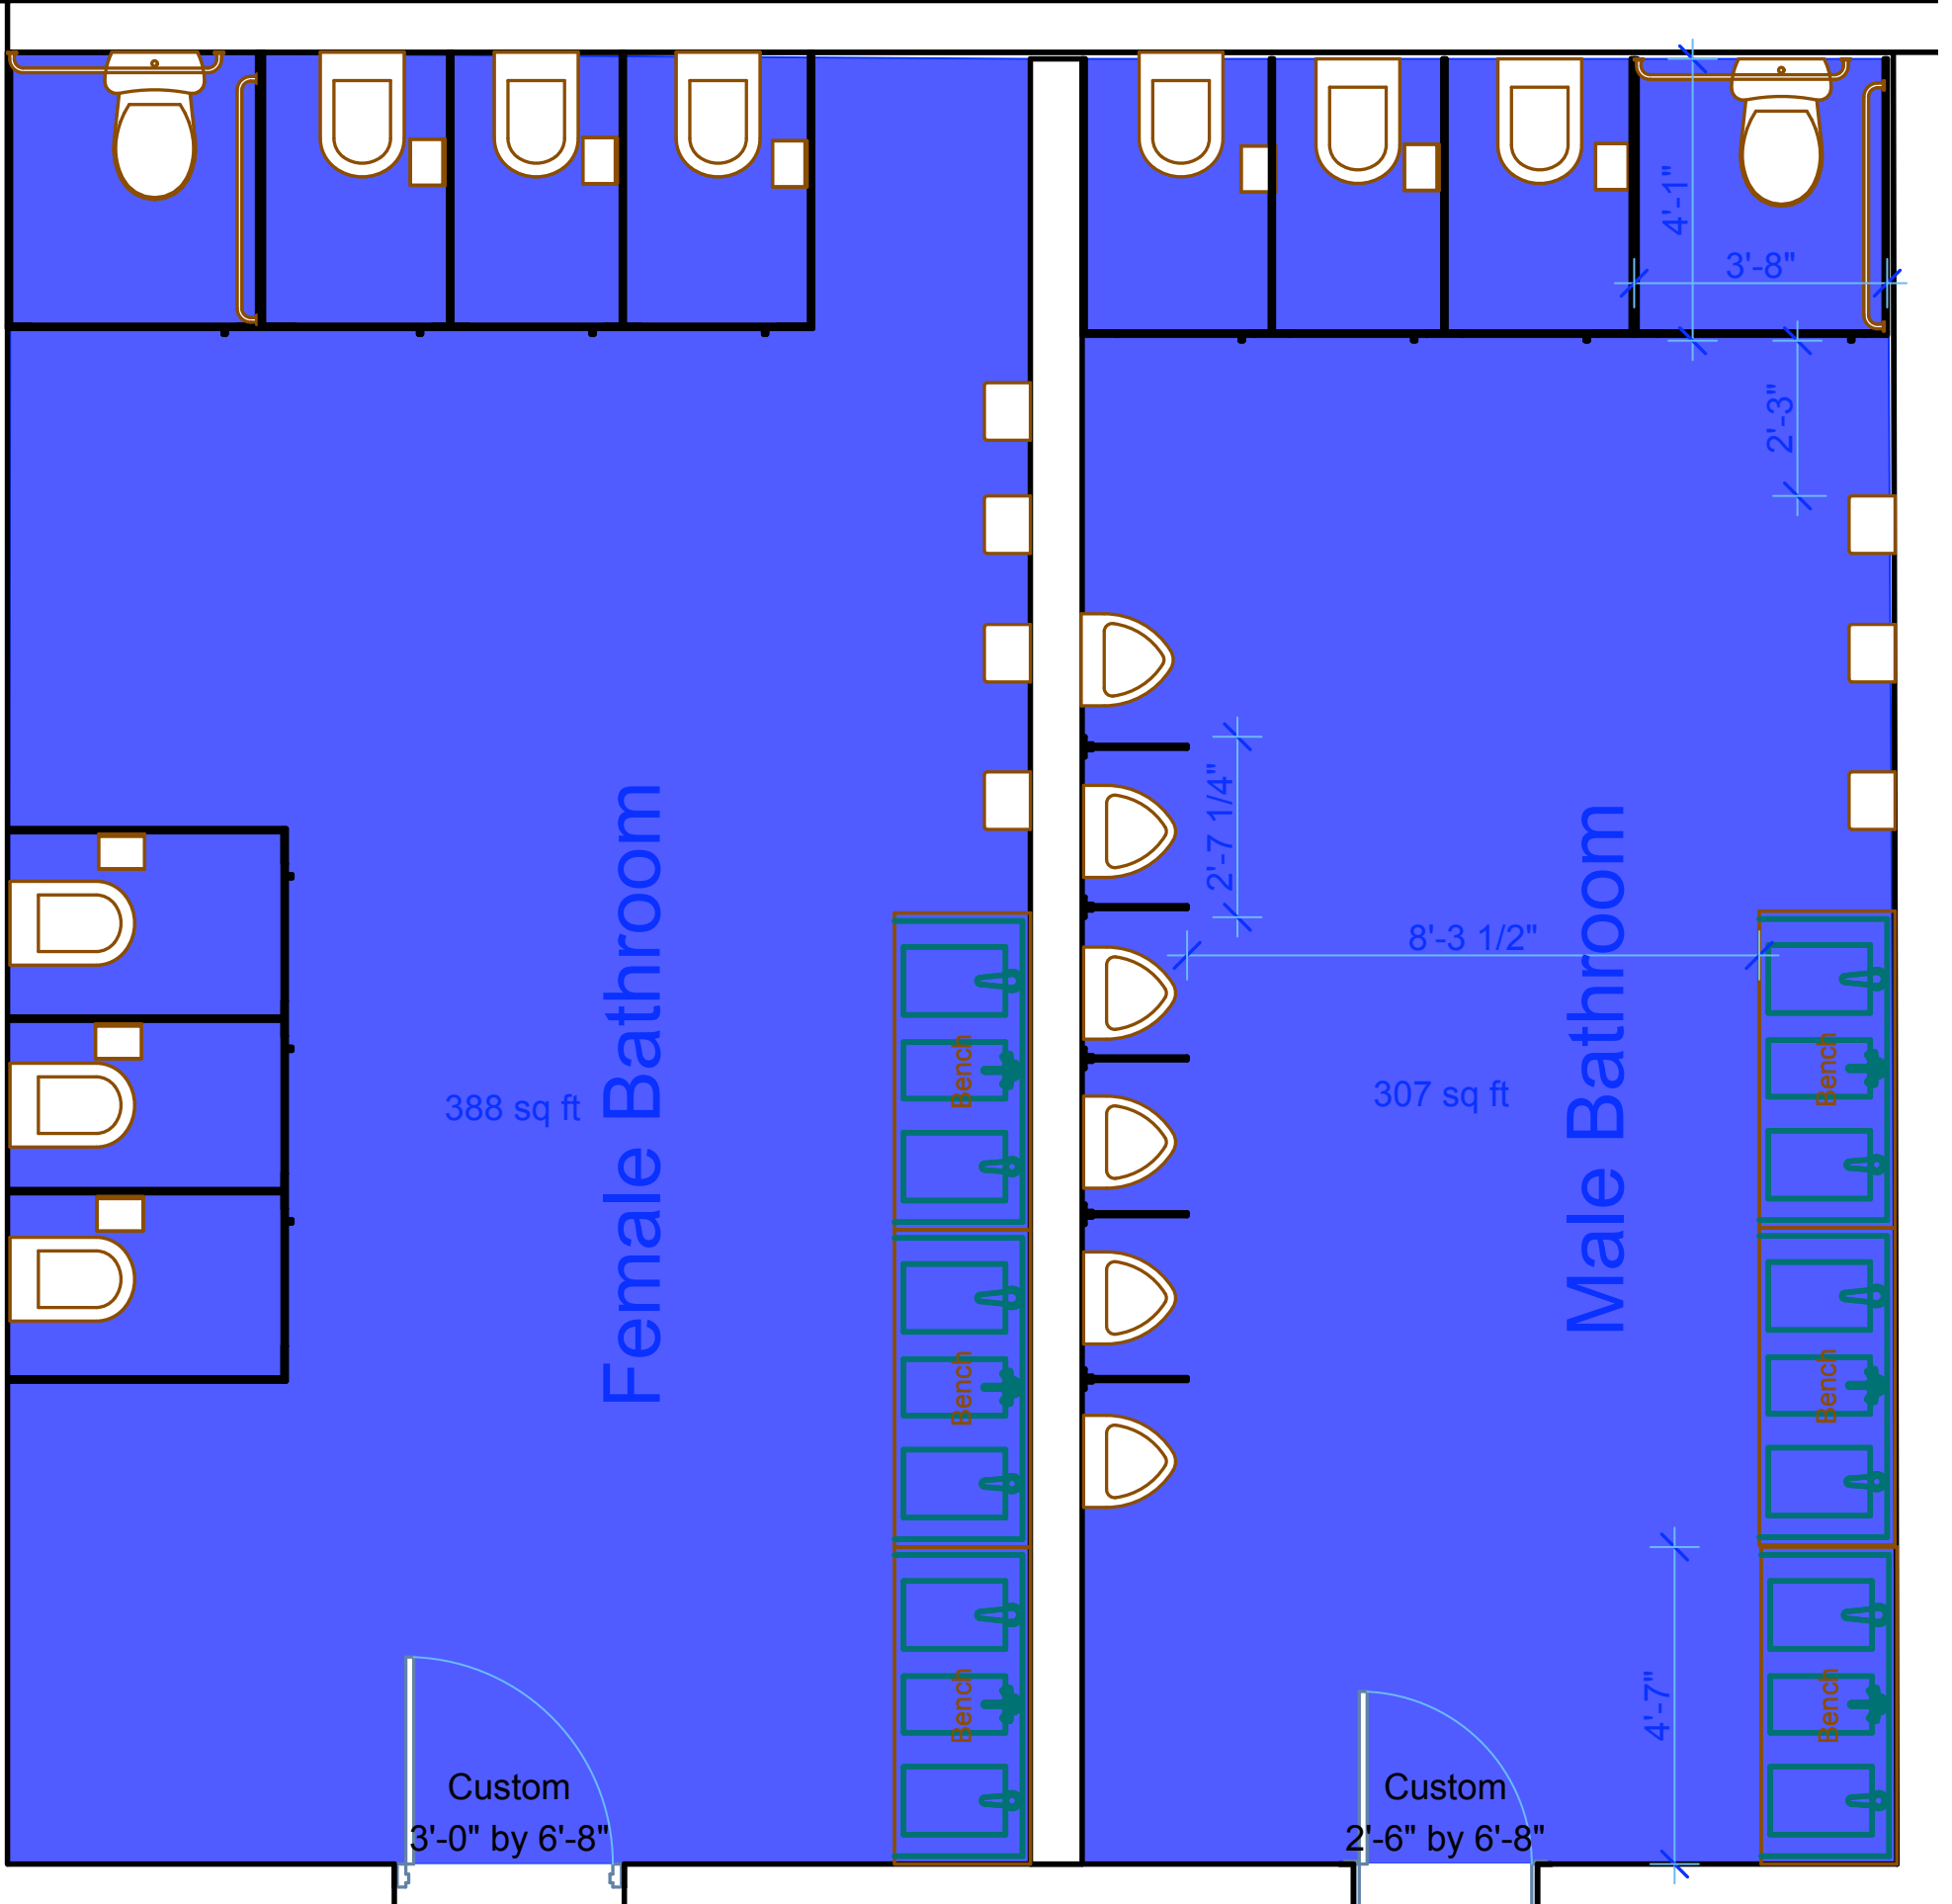 4'-1"
3'-8"
2'-3"
2'-7 1/4"
8'-3 1/2"
Female Bathroom
388 sq ft
Male Bathroom
307 sq ft
Bench
Bench
Bench
Bench
Bench
Bench
4'-7"
Custom
3'-0" by 6'-8"
Custom
2'-6" by 6'-8"